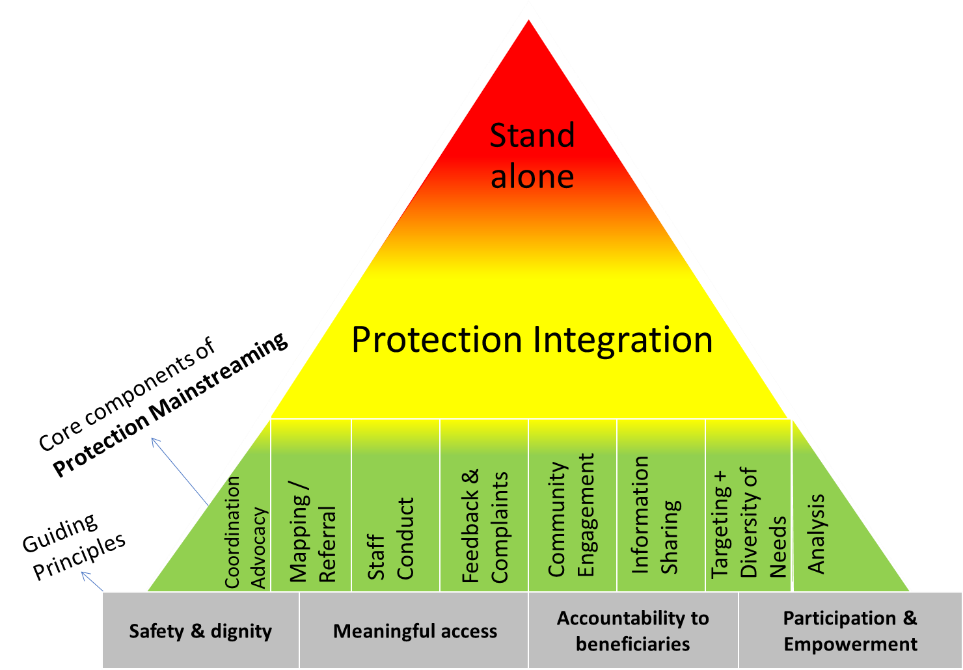 Stand
alone
Protection Integration
Core components of
Protection Mainstreaming
Guiding
Principles
Coordination
Advocacy
Mapping /
Referral
Staff
Conduct
Feedback &
Complaints
Community
Engagement
Information
Sharing
Targeting +
Diversity of
Needs
Analysis
Safety & dignity
Meaningful access
Accountability to
beneficiaries
Participation &
Empowerment